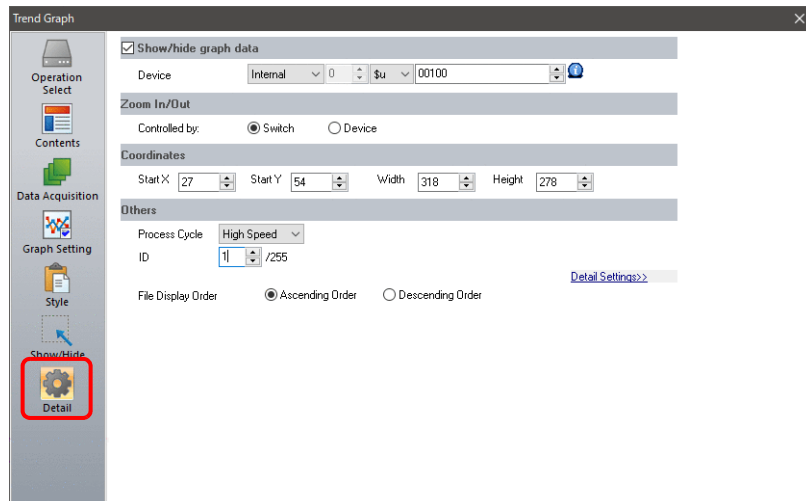 Trend Graph
Operation
Select
Contents
Data Acquisition
Graph Setting
Style
Show/Hide
Detail
Show/hide graph data
Device Internal 0 $u 00100
Zoom In/Out
Controlled by: Switch Device
Coordinates
Start X 27 Start Y 54 Width 318 Height 278
Others
Process Cycle High Speed
ID 1 /255
Detail Settings>>
File Display Order Ascending Order Descending Order